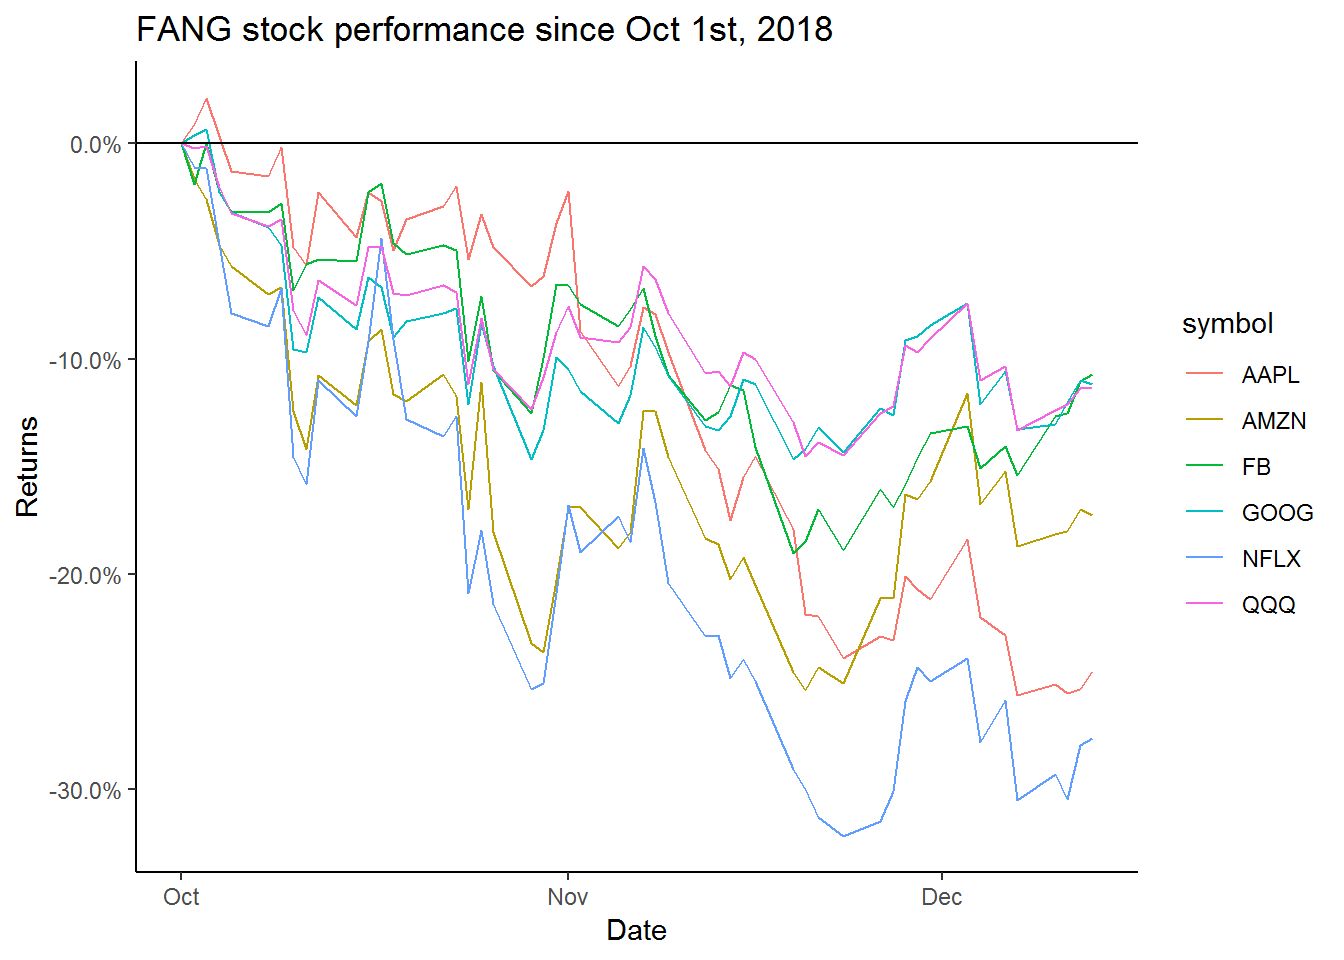 FANG stock performance since Oct 1st, 2018
0.0%
-10.0%
-20.0%
-30.0%
Returns
Oct Nov Dec
Date
symbol
AAPL
AMZN
FB
GOOG
NFLX
QQQ